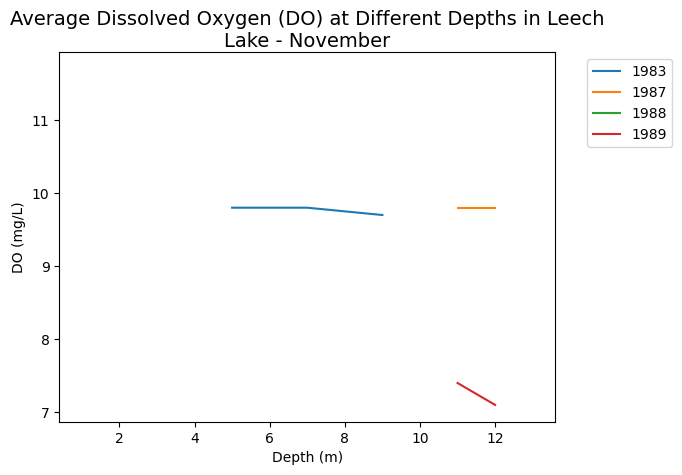 Average Dissolved Oxygen (DO) at Different Depths in Leech
Lake - November
1983
1987
1988
1989
11
10
9
8
7
DO (mg/L)
2 4 6 8 10 12
Depth (m)